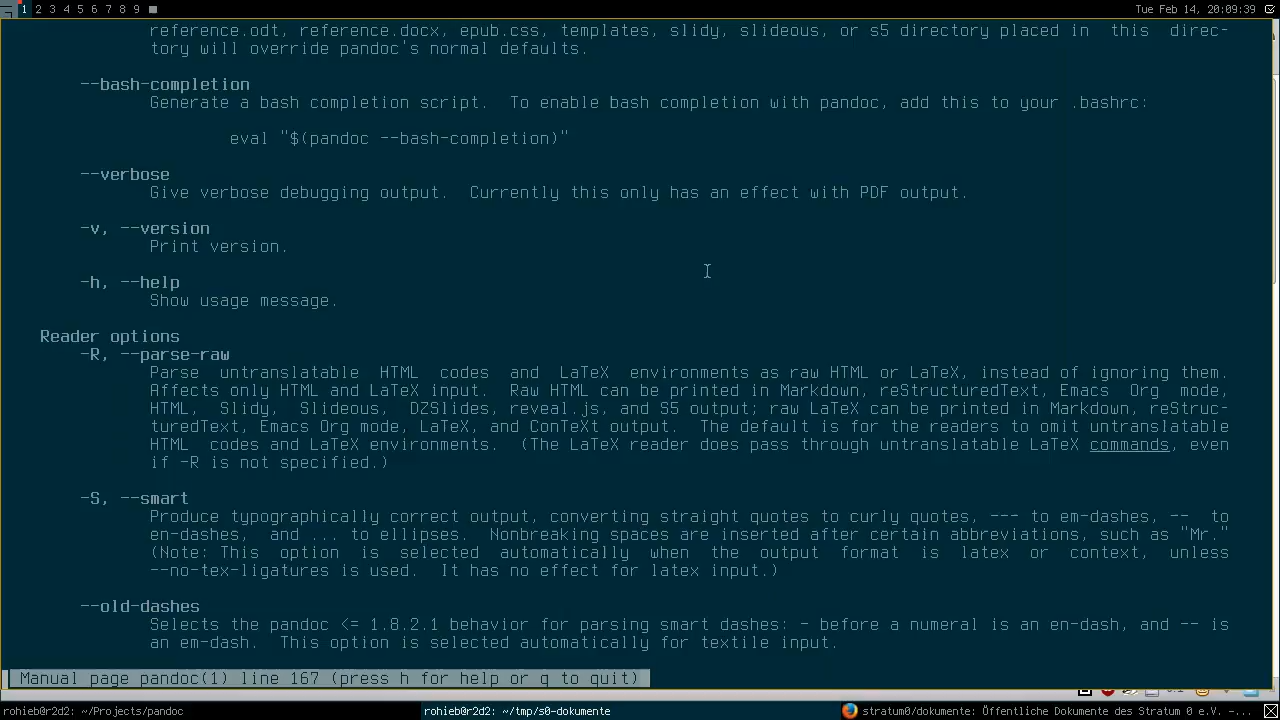 1 2 3 4 5 6 7 8 9
Tue Feb 14, 20:09:39
reference.odt, reference.docx, epub.css, templates, slidy, slideous, or s5 directory placed in this direc-
tory will override pandoc's normal defaults.
--bash-completion
Generate a bash completion script. To enable bash completion with pandoc, add this to your .bashrc:
eval "$(pandoc --bash-completion)"
--verbose
Give verbose debugging output. Currently this only has an effect with PDF output.
-v, --version
Print version.
-h, --help
Show usage message.
Reader options
-R, --parse-raw
Parse untranslatable HTML codes and LaTeX environments as raw HTML or LaTeX, instead of ignoring them.
Affects only HTML and LaTeX input. Raw HTML can be printed in Markdown, reStructuredText, Emacs Org mode,
HTML, Slidy, Slideous, DZSlides, reveal.js, and S5 output; raw LaTeX can be printed in Markdown, reStruc-
turedText, Emacs Org mode, LaTeX, and ConTeXt output. The default is for the readers to omit untranslatable
HTML codes and LaTeX environments. (The LaTeX reader does pass through untranslatable LaTeX commands, even
if -R is not specified.)
-S, --smart
Produce typographically correct output, converting straight quotes to curly quotes, --- to em-dashes, -- to
en-dashes, and ... to ellipses. Nonbreaking spaces are inserted after certain abbreviations, such as "Mr."
(Note: This option is selected automatically when the output format is latex or context, unless
--no-tex-ligatures is used. It has no effect for latex input.)
--old-dashes
Selects the pandoc <= 1.8.2.1 behavior for parsing smart dashes: - before a numeral is an en-dash, and -- is
an em-dash. This option is selected automatically for textile input.
Manual page pandoc(1) line 167 (press h for help or q to quit)
rohieb@r2d2: ~/Projects/pandoc
rohieb@r2d2: ~/tmp/s0-dokumente
stratum0/dokumente: Öffentliche Dokumente des Stratum 0 e.V. -...